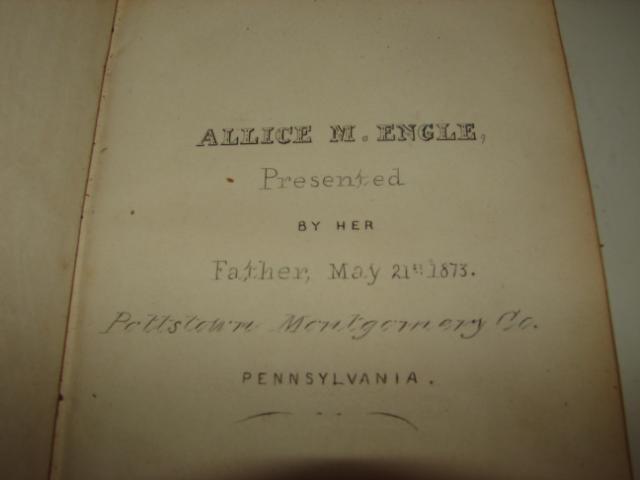 ALLICE M. ENGLE,
Presented
BY HER
Father, May 21st 1873.
Pottstown Montgomery Co.
PENNSYLVANIA.